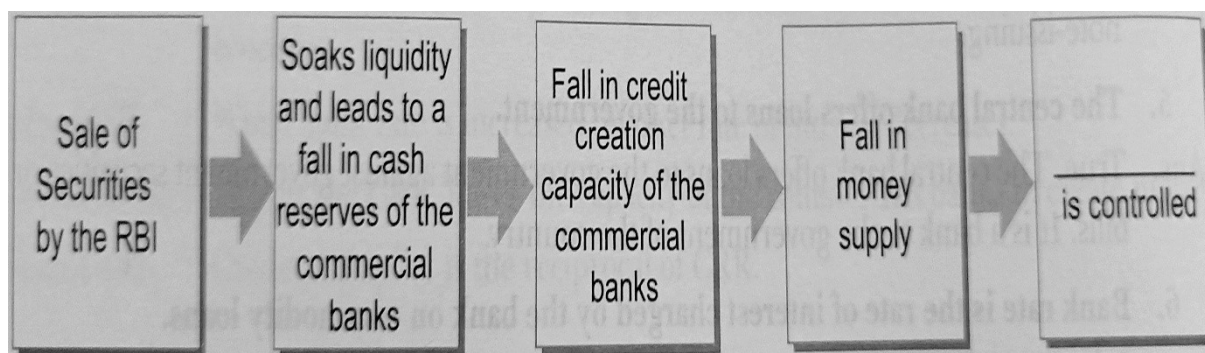 Sale of
Securities
by the RBI
Soaks liquidity
and leads to a
fall in cash
reserves of the
commercial
banks
Fall in credit
creation
capacity of the
commercial
banks
Fall in
money
supply
is controlled